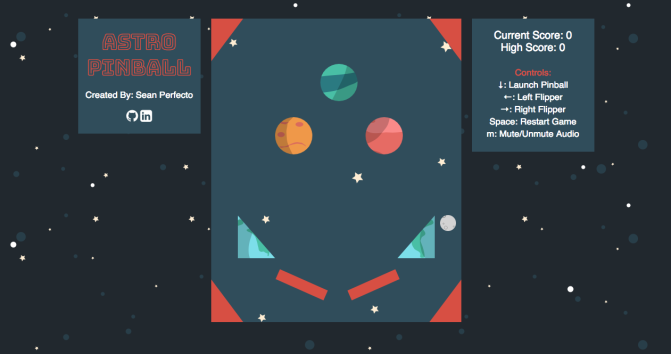 ASTRO
PINBALL
Created By: Sean Perfecto
in
Current Score: 0
High Score: 0
Controls:
↓: Launch Pinball
←: Left Flipper
→: Right Flipper
Space: Restart Game
m: Mute/Unmute Audio